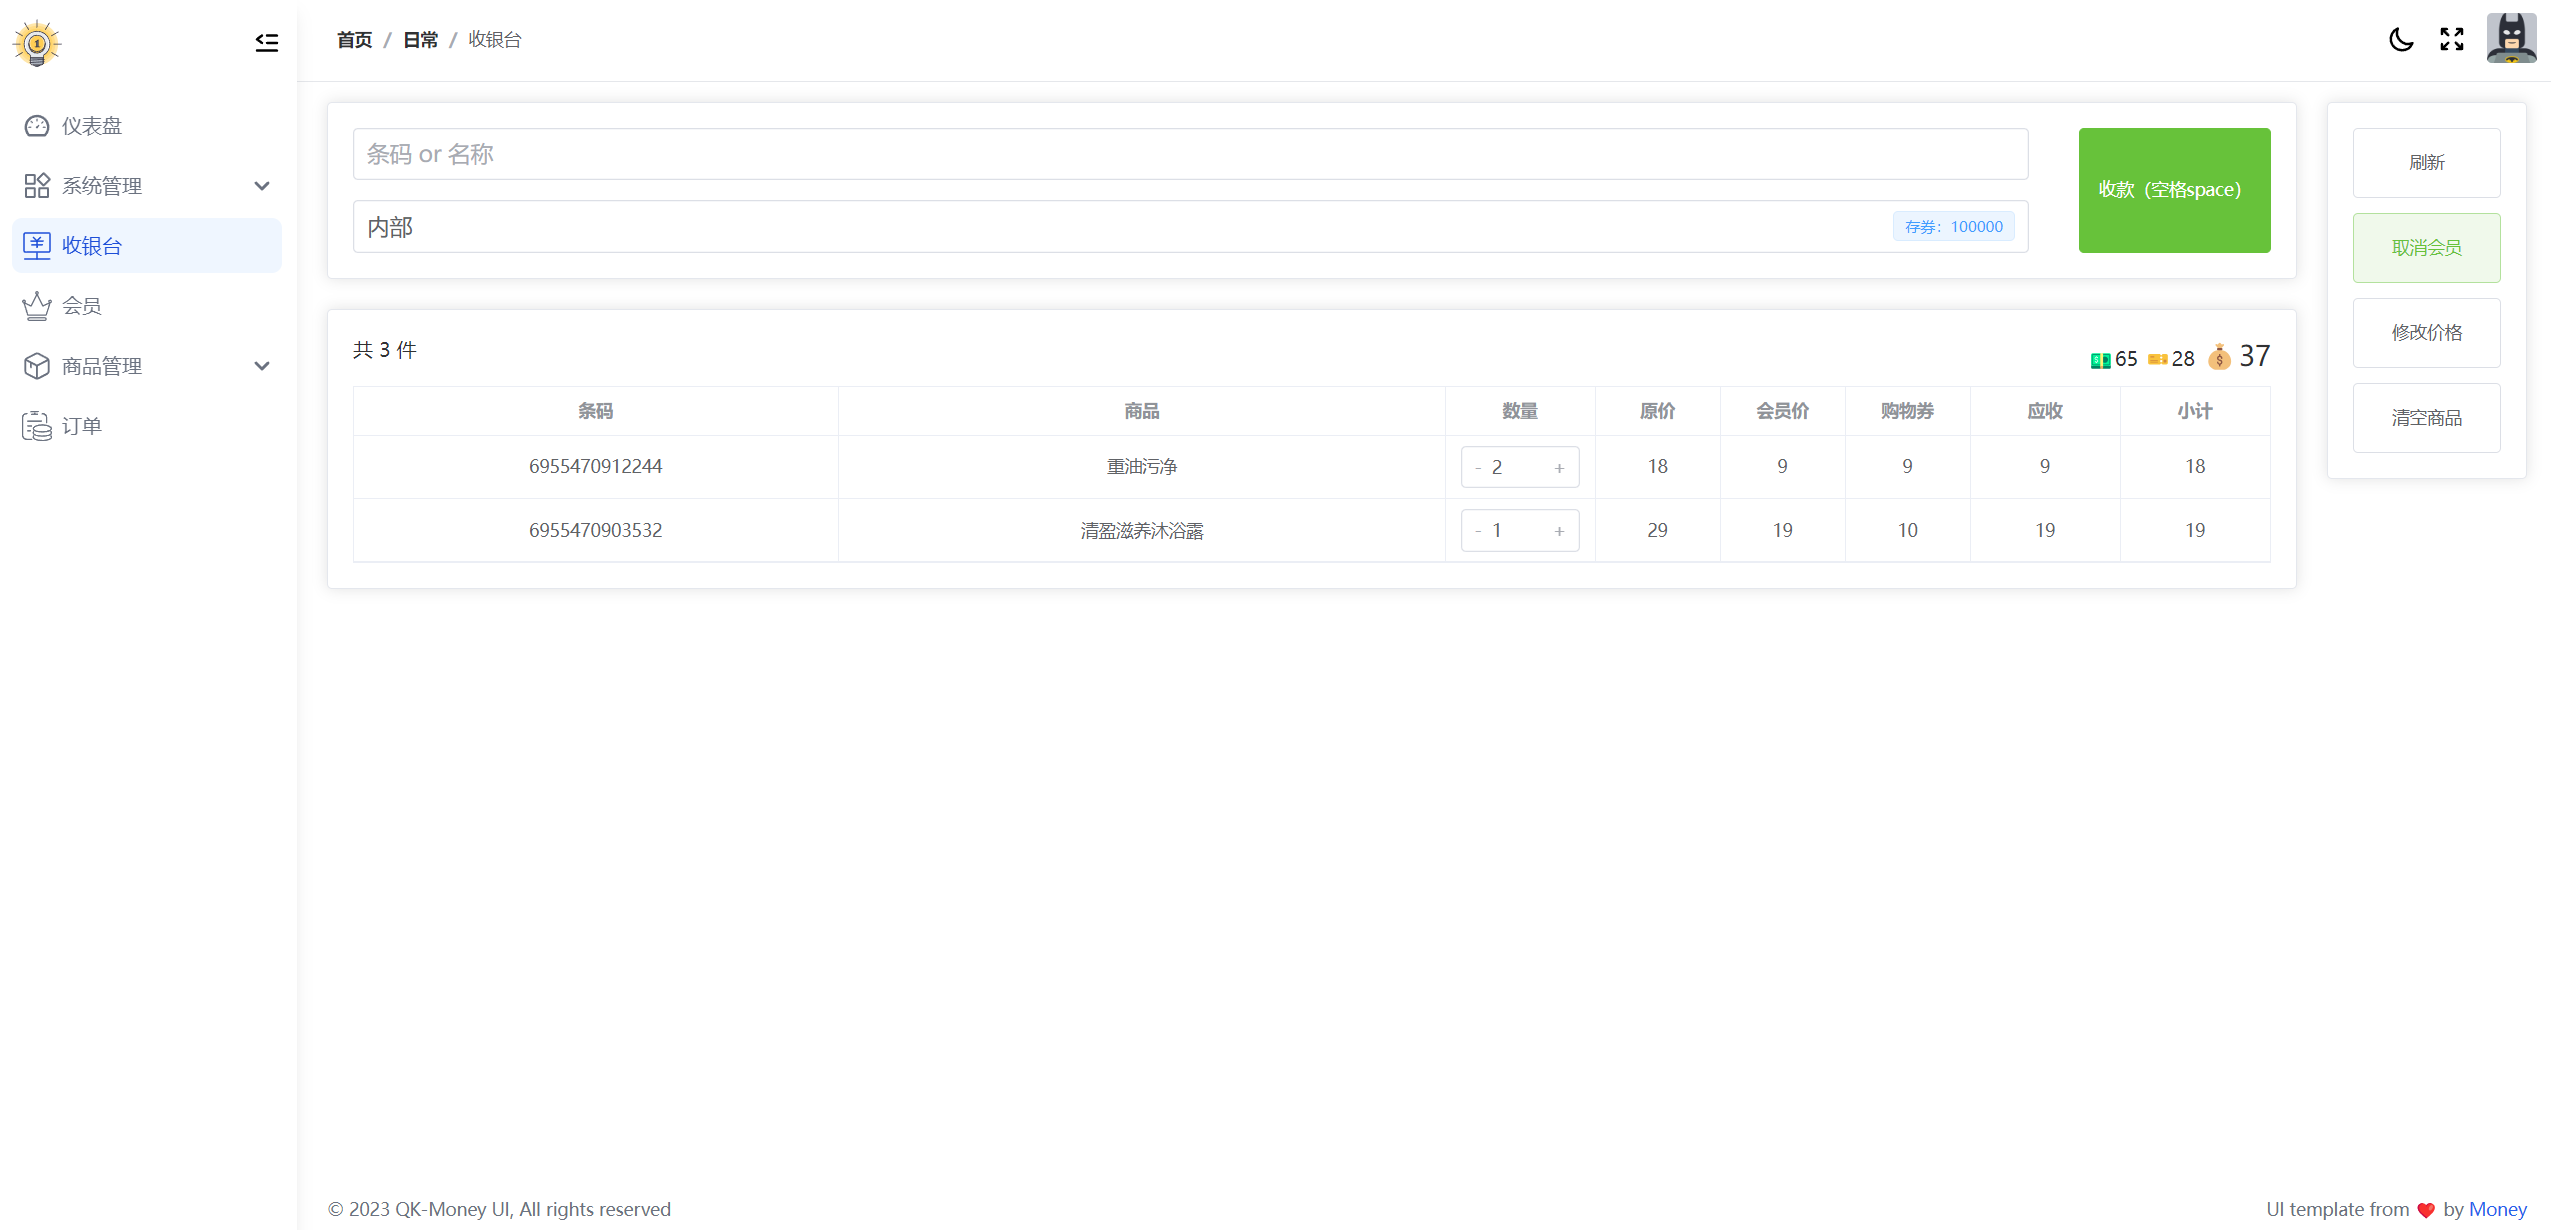 首页 / 日常 / 收银台
仪表盘
系统管理
收银台
会员
商品管理
订单
条码 or 名称
内部
存券：100000
收款（空格space）
刷新
取消会员
修改价格
清空商品
共 3 件
65 28 37
条码 商品 数量 原价 会员价 购物券 应收 小计
6955470912244 重油污净 - 2 + 18 9 9 9 18
6955470903532 清盈滋养沐浴露 - 1 + 29 19 10 19 19
© 2023 QK-Money UI, All rights reserved
UI template from ❤️ by Money